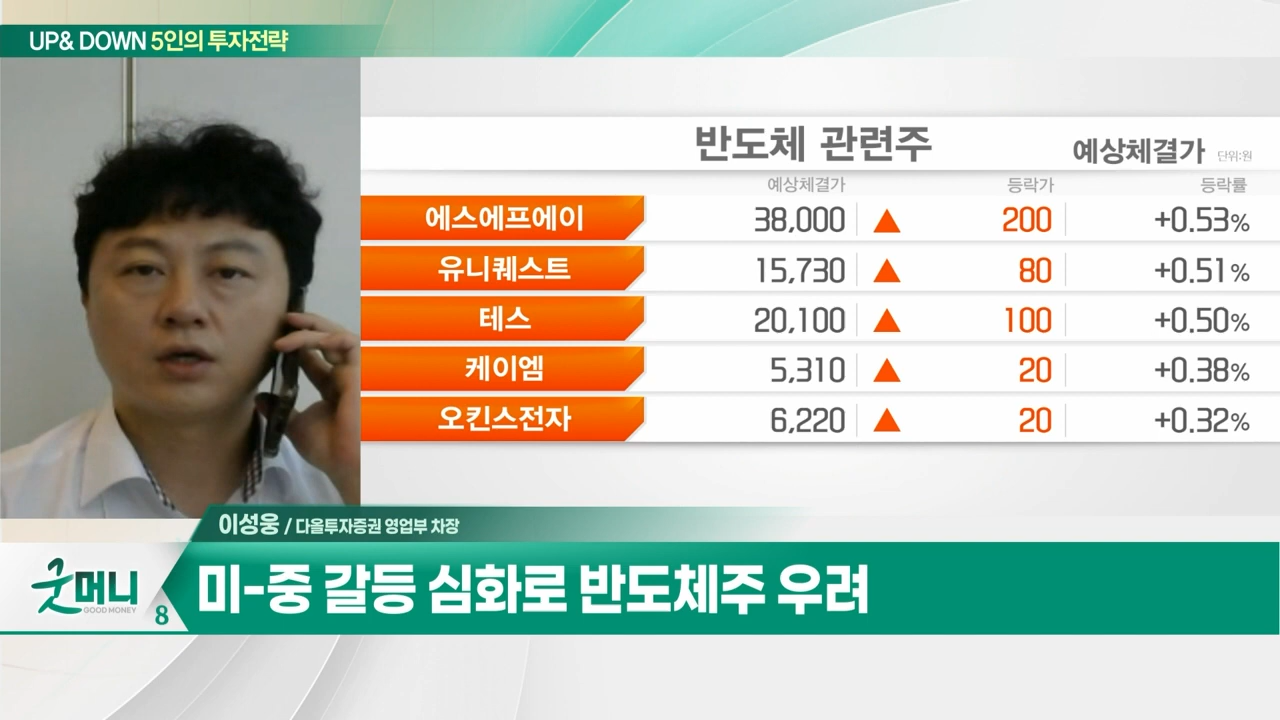 UP& DOWN 5인의 투자전략
반도체 관련주 예상체결가 단위:원
예상체결가 등락가 등락률
에스에프에이 38,000 ▲ 200 +0.53%
유니퀘스트 15,730 ▲ 80 +0.51%
테스 20,100 ▲ 100 +0.50%
케이엠 5,310 ▲ 20 +0.38%
오킨스전자 6,220 ▲ 20 +0.32%
이성웅 / 다올투자증권 영업부 차장
굿머니
GOOD MONEY
8
미-중 갈등 심화로 반도체주 우려